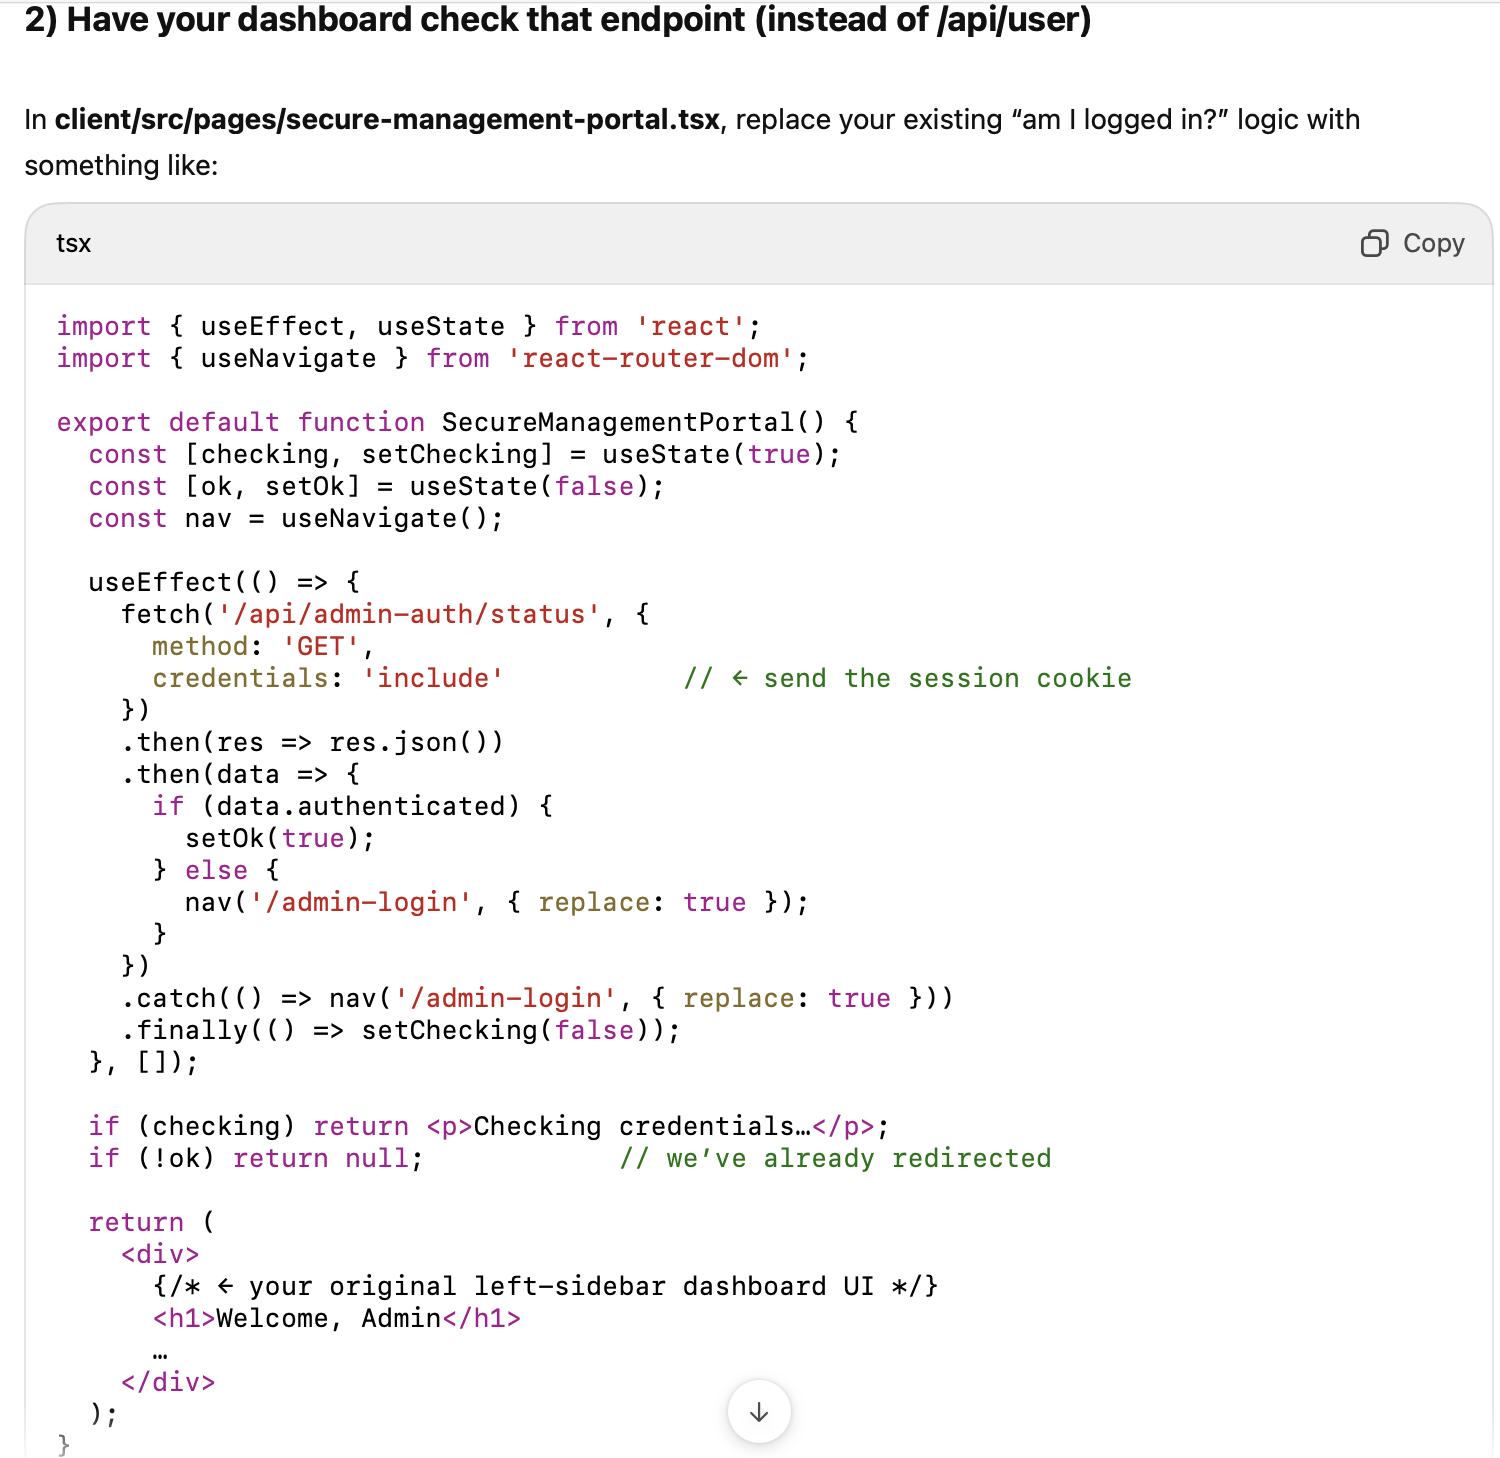 2) Have your dashboard check that endpoint (instead of /api/user)
In client/src/pages/secure-management-portal.tsx, replace your existing “am I logged in?” logic with
something like:
tsx
Copy
import { useEffect, useState } from 'react';
import { useNavigate } from 'react-router-dom';

export default function SecureManagementPortal() {
  const [checking, setChecking] = useState(true);
  const [ok, setOk] = useState(false);
  const nav = useNavigate();

  useEffect(() => {
    fetch('/api/admin-auth/status', {
      method: 'GET',
      credentials: 'include'           // ← send the session cookie
    })
    .then(res => res.json())
    .then(data => {
      if (data.authenticated) {
        setOk(true);
      } else {
        nav('/admin-login', { replace: true });
      }
    })
    .catch(() => nav('/admin-login', { replace: true }))
    .finally(() => setChecking(false));
  }, []);

  if (checking) return <p>Checking credentials…</p>;
  if (!ok) return null;            // we’ve already redirected

  return (
    <div>
      {/* ← your original left-sidebar dashboard UI */}
      <h1>Welcome, Admin</h1>
      …
    </div>
  );
}